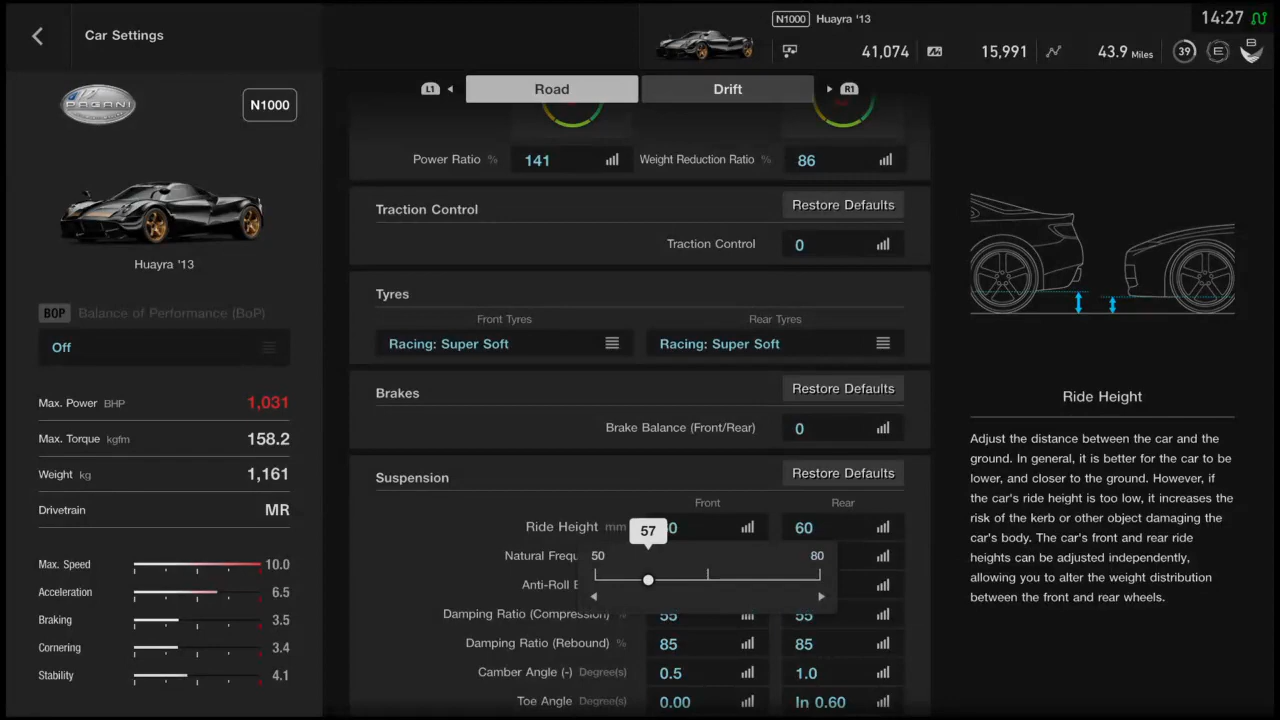 N1000 Huayra '13
14:27
Car Settings
41,074
15,991
43.9 Miles
39
E
B
L1 Road Drift R1
PAGANI
N1000
Power Ratio % 141
Weight Reduction Ratio % 86
Traction Control Restore Defaults
Traction Control 0
Huayra '13
BOP Balance of Performance (BoP)
Off
Tyres
Front Tyres Rear Tyres
Racing: Super Soft Racing: Super Soft
Brakes Restore Defaults
Brake Balance (Front/Rear) 0
Max. Power BHP 1,031
Max. Torque kgfm 158.2
Weight kg 1,161
Drivetrain MR
Max. Speed 10.0
Acceleration 6.5
Braking 3.5
Cornering 3.4
Stability 4.1
Suspension Restore Defaults
Front Rear
Ride Height mm 60
57
50 80
Natural Frequ
Anti-Roll
Damping Ratio (Compression) % 55 55
Damping Ratio (Rebound) % 85 85
Camber Angle (-) Degree(s) 0.5 1.0
Toe Angle Degree(s) 0.00 In 0.60
Ride Height
Adjust the distance between the car and the
ground. In general, it is better for the car to be
lower, and closer to the ground. However, if
the car's ride height is too low, it increases the
risk of the kerb or other object damaging the
car's body. The car's front and rear ride
heights can be adjusted independently,
allowing you to alter the weight distribution
between the front and rear wheels.